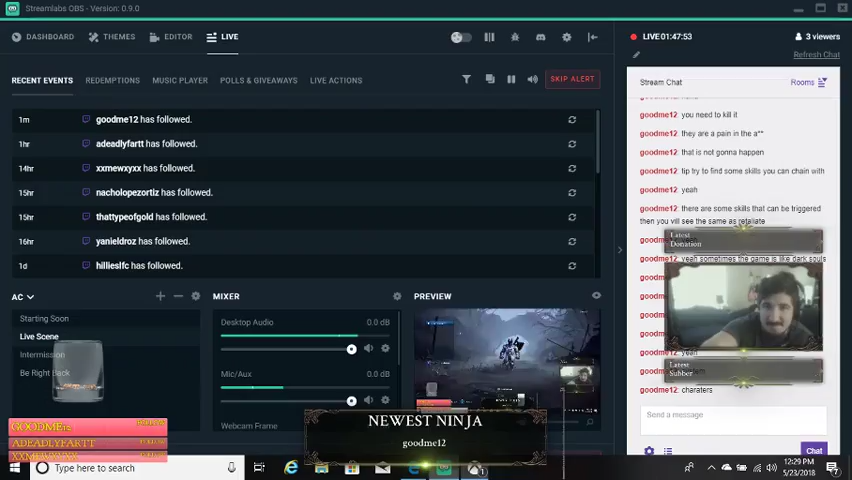 Streamlabs OBS - Version: 0.9.0
DASHBOARD THEMES EDITOR LIVE
LIVE 01:47:53 3 viewers
Refresh Chat
RECENT EVENTS REDEMPTIONS MUSIC PLAYER POLLS & GIVEAWAYS LIVE ACTIONS SKIP ALERT
1m goodme12 has followed.
1hr adeadlyfartt has followed.
14hr xxmewxyxx has followed.
15hr nacholopezortiz has followed.
15hr thattypeofgold has followed.
16hr yanieldroz has followed.
1d hillieslfc has followed.
Stream Chat Rooms
goodme12: you need to kill it
goodme12: they are a pain in the a**
goodme12: that is not gonna happen
goodme12: tip try to find some skills you can chain with
goodme12: yeah
goodme12: there are some skills that can be triggered
then you vill see the same as retaliate
Latest
Donation
goodme12: yeah sometimes the game is like dark souls
yeah
Latest
Subber
goodme12: charaters
Send a message
Chat
AC
Starting Soon
Live Scene
Intermission
Be Right Back
MIXER
Desktop Audio 0.0 dB
Mic/Aux 0.0 dB
Webcam Frame
PREVIEW
GOODME12 FOLLOW
ADEADLYFARTT FOLLOW
XXMEWXYXX FOLLOW
NEWEST NINJA
goodme12
Type here to search
12:29 PM
5/23/2018